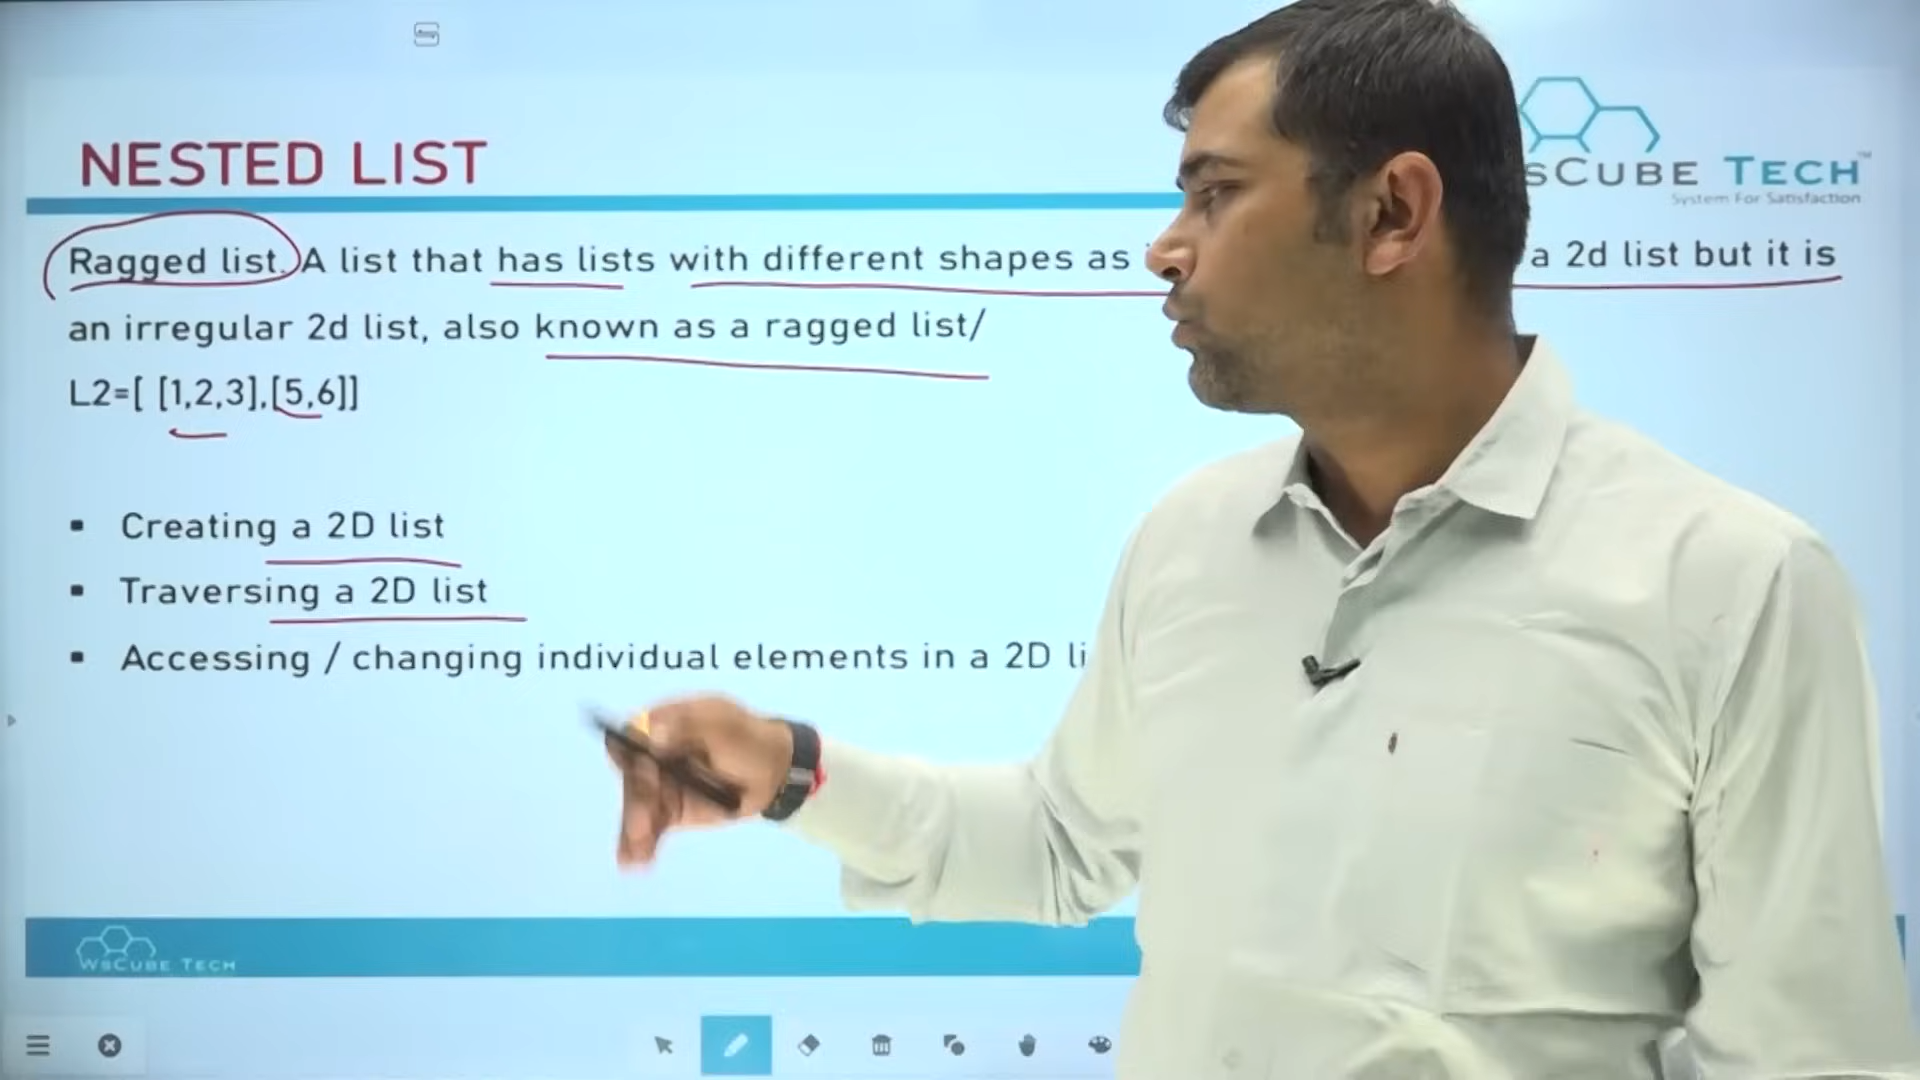 NESTED LIST
sCUBE TECH™
System For Satisfaction
Ragged list. A list that has lists with different shapes as a 2d list but it is
an irregular 2d list, also known as a ragged list/
L2=[ [1,2,3],[5,6]]
▪ Creating a 2D list
▪ Traversing a 2D list
▪ Accessing / changing individual elements in a 2D li
WsCUBE TECH